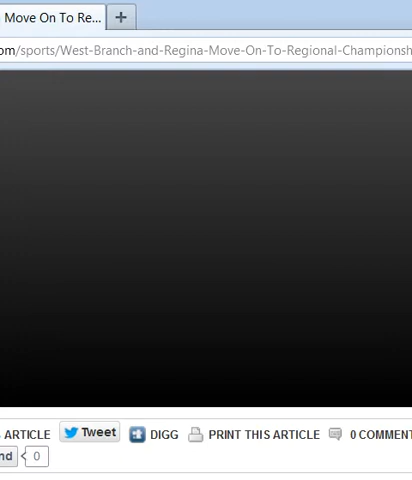 Move On To Re...
om/sports/West-Branch-and-Regina-Move-On-To-Regional-Championsh
ARTICLE Tweet DIGG PRINT THIS ARTICLE 0 COMMENT
nd 0